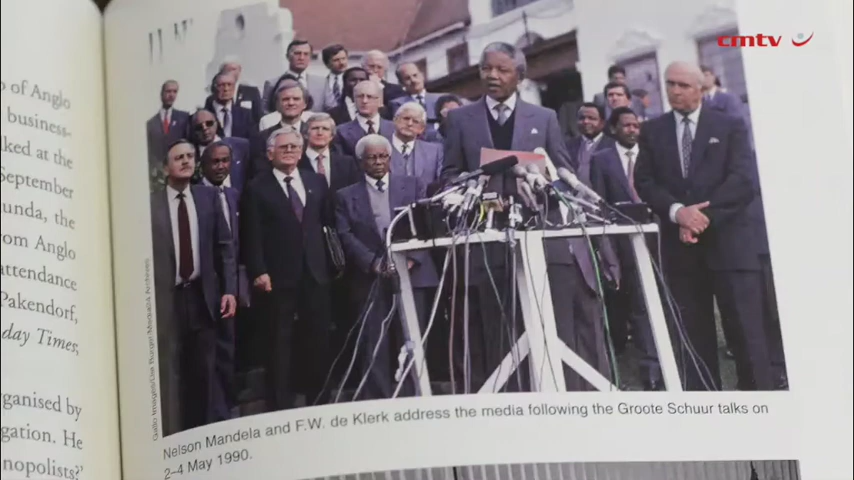 cmtv
o of Anglo
business-
lked at the
September
unda, the
om Anglo
attendance
Pakendorf,
day Times,
ganised by
gation. He
nopolists?'
Nelson Mandela and F.W. de Klerk address the media following the Groote Schuur talks on
2–4 May 1990.